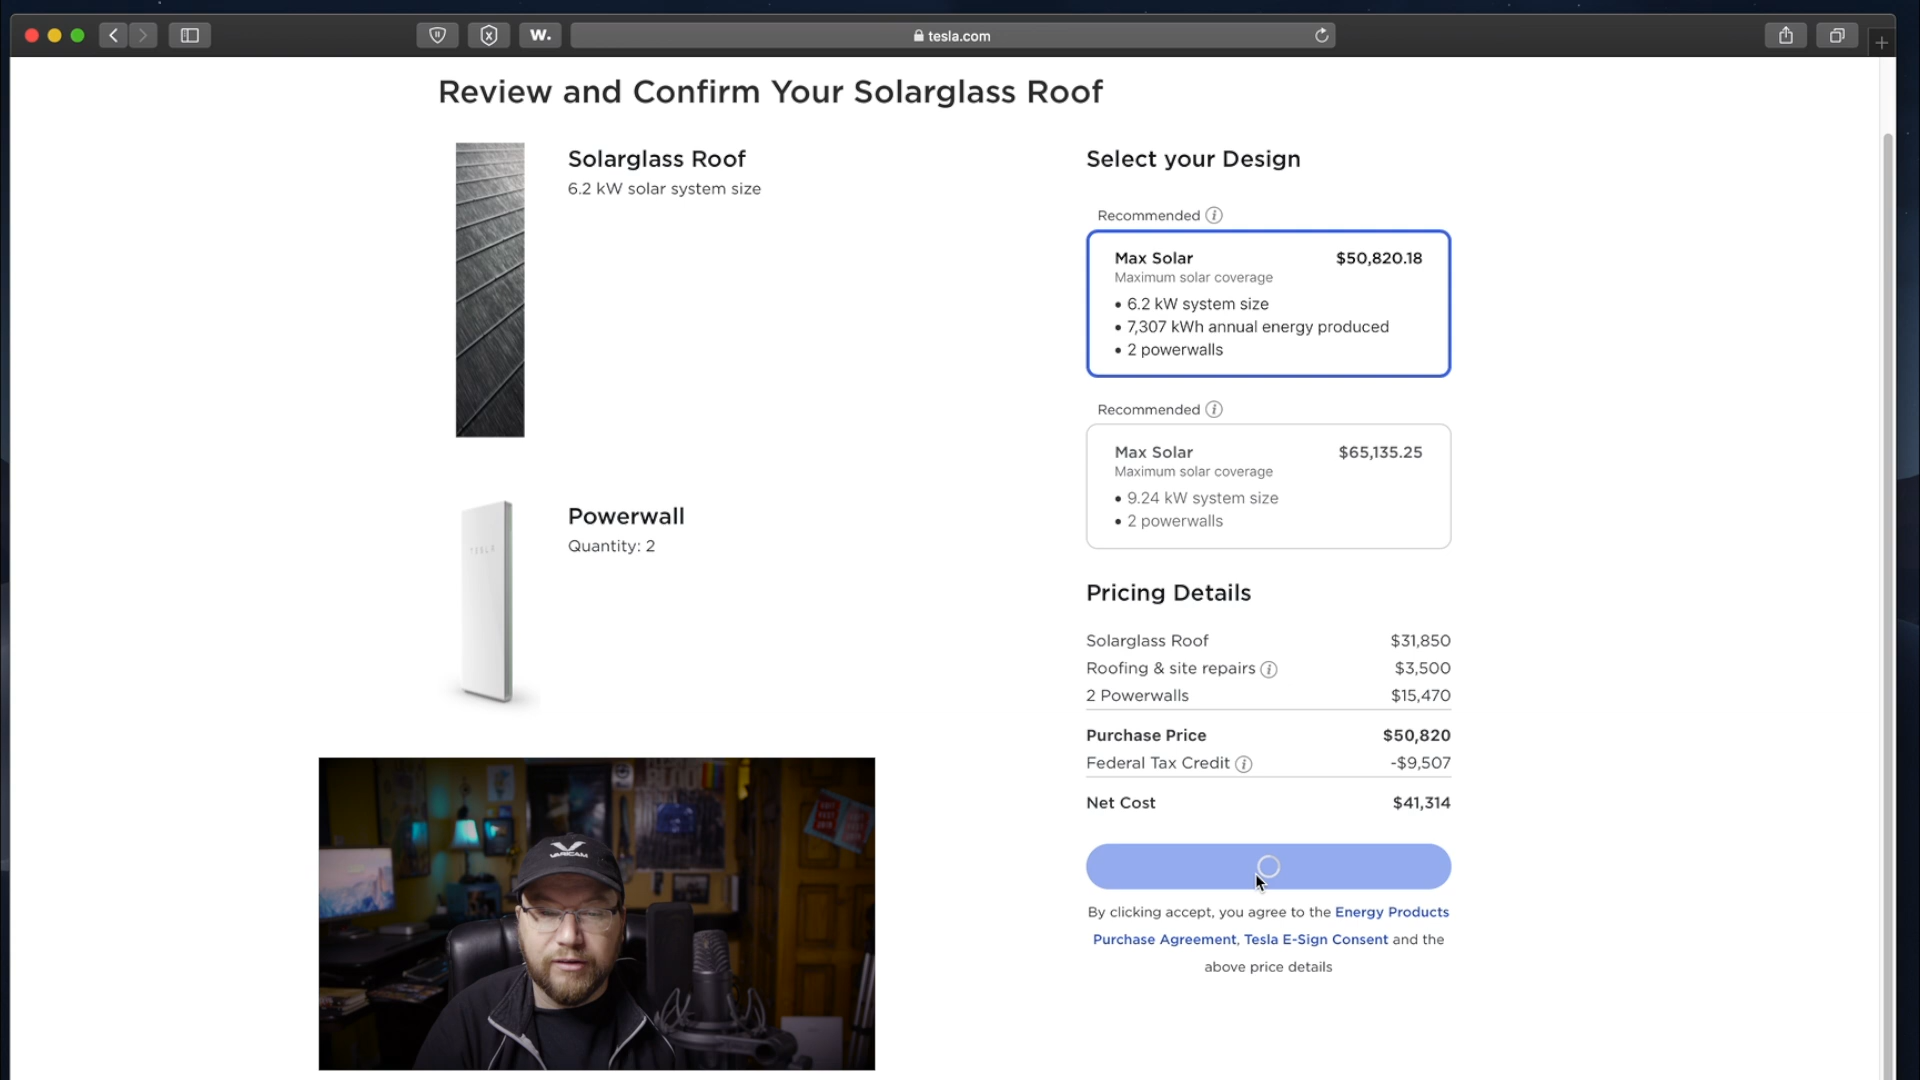 W.
tesla.com
Review and Confirm Your Solarglass Roof
Solarglass Roof
6.2 kW solar system size
Powerwall
Quantity: 2
TESLA
VARICAM
Select your Design
Recommended
Max Solar $50,820.18
Maximum solar coverage
• 6.2 kW system size
• 7,307 kWh annual energy produced
• 2 powerwalls
Recommended
Max Solar $65,135.25
Maximum solar coverage
• 9.24 kW system size
• 2 powerwalls
Pricing Details
Solarglass Roof $31,850
Roofing & site repairs $3,500
2 Powerwalls $15,470
Purchase Price $50,820
Federal Tax Credit -$9,507
Net Cost $41,314
By clicking accept, you agree to the Energy Products
Purchase Agreement, Tesla E-Sign Consent and the
above price details